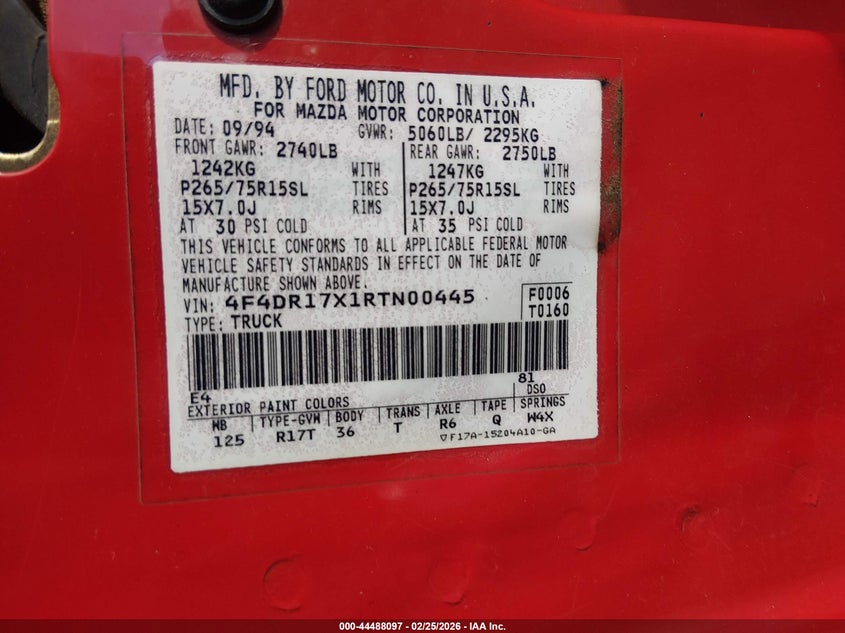 MFD. BY FORD MOTOR CO. IN U.S.A.
FOR MAZDA MOTOR CORPORATION
DATE: 09/94 GVWR: 5060LB/ 2295KG
FRONT GAWR: 2740LB REAR GAWR: 2750LB
1242KG WITH 1247KG WITH
P265/75R15SL TIRES P265/75R15SL TIRES
15X7.0J RIMS 15X7.0J RIMS
AT 30 PSI COLD AT 35 PSI COLD
THIS VEHICLE CONFORMS TO ALL APPLICABLE FEDERAL MOTOR
VEHICLE SAFETY STANDARDS IN EFFECT ON THE DATE OF
MANUFACTURE SHOWN ABOVE.
VIN: 4F4DR17X1RTN00445 F0006
TYPE: TRUCK T0160
E4 81
EXTERIOR PAINT COLORS DSO
WB TYPE-GVW BODY TRANS AXLE TAPE SPRINGS
125 R17T 36 T R6 Q W4X
▽F17A-15204A10-GA
000-44488097 - 02/25/2026 - IAA Inc.